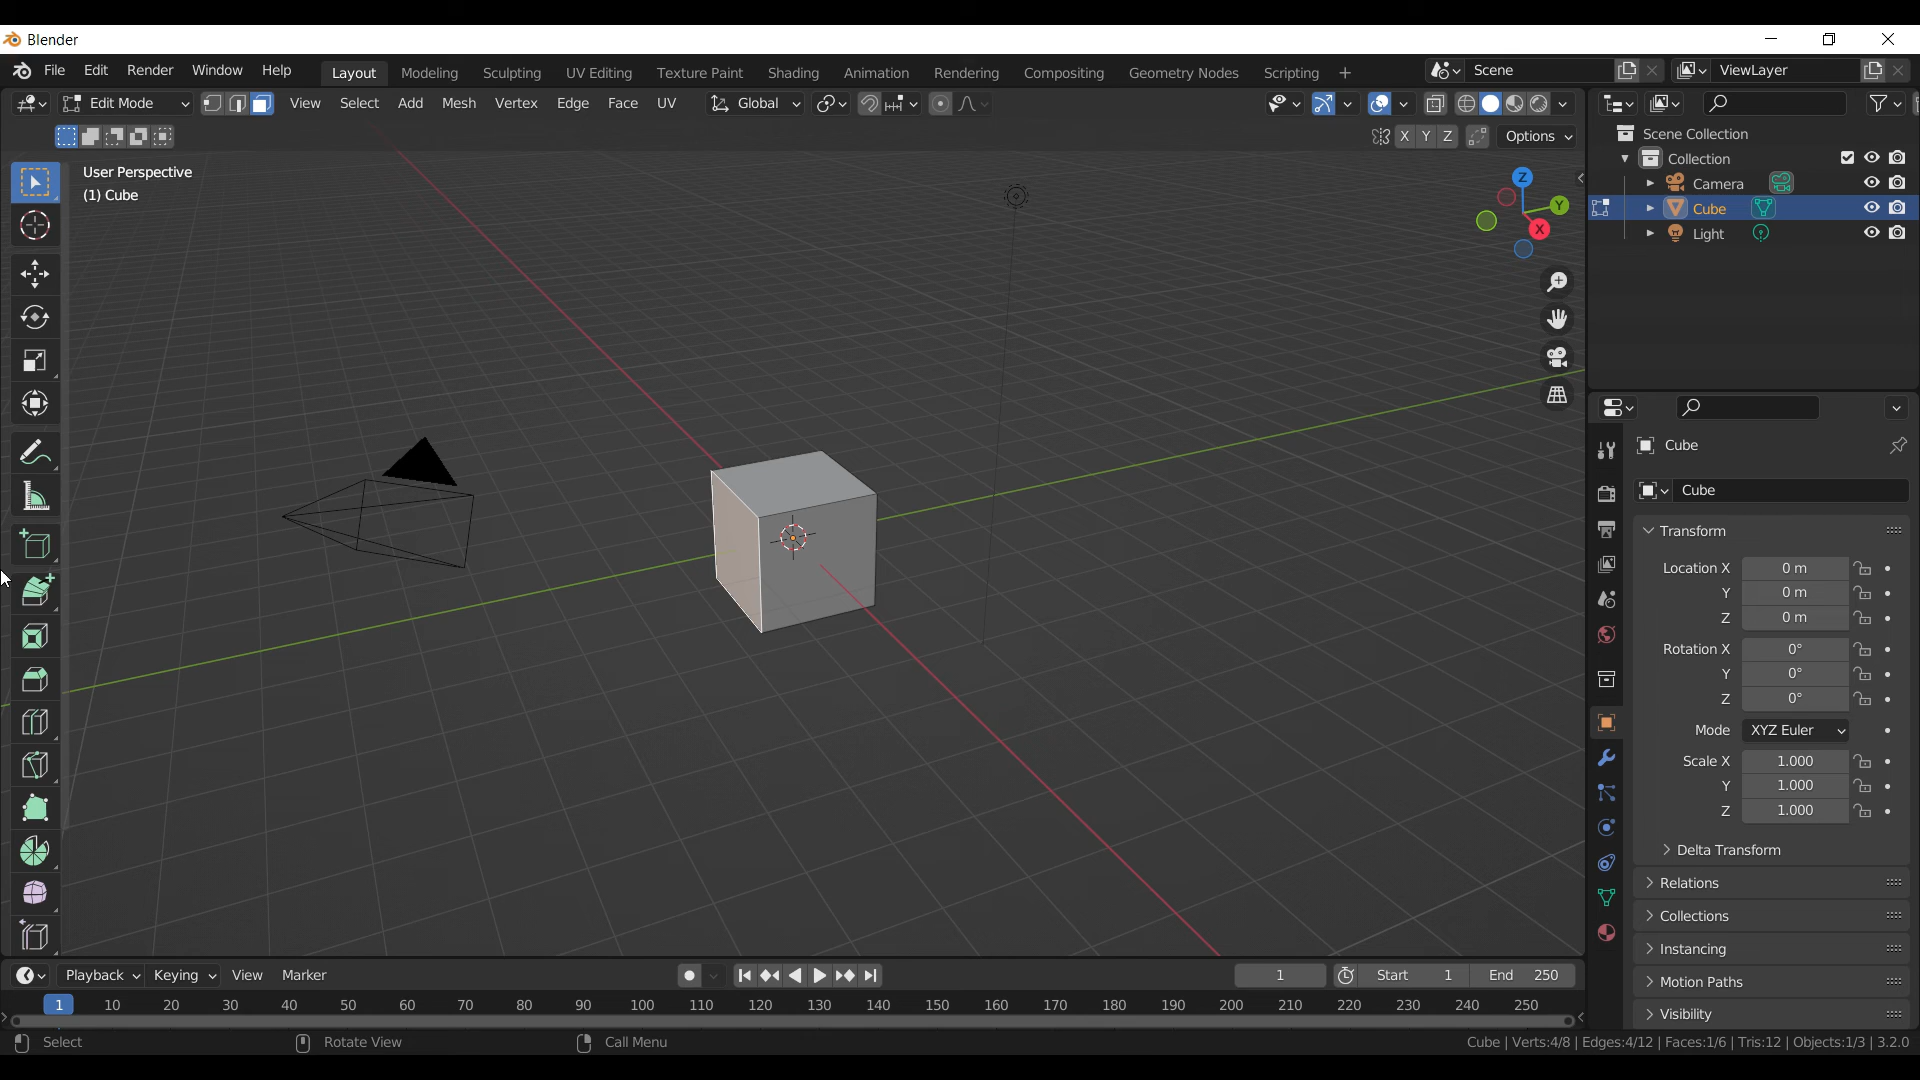 Blender
File Edit Render Window Help Layout Modeling Sculpting UV Editing Texture Paint Shading Animation Rendering Compositing Geometry Nodes Scripting + Scene ViewLayer
Edit Mode View Select Add Mesh Vertex Edge Face UV Global
X Y Z Options
User Perspective
(1) Cube
Z
Y
X
Scene Collection
Collection
Camera
Cube
Light
Cube
Cube
Transform
Location X 0 m
Y 0 m
Z 0 m
Rotation X 0°
Y 0°
Z 0°
Mode XYZ Euler
Scale X 1.000
Y 1.000
Z 1.000
Delta Transform
Relations
Collections
Instancing
Motion Paths
Visibility
Playback Keying View Marker 1 Start 1 End 250
1 10 20 30 40 50 60 70 80 90 100 110 120 130 140 150 160 170 180 190 200 210 220 230 240 250
Select Rotate View Call Menu Cube | Verts:4/8 | Edges:4/12 | Faces:1/6 | Tris:12 | Objects:1/3 | 3.2.0